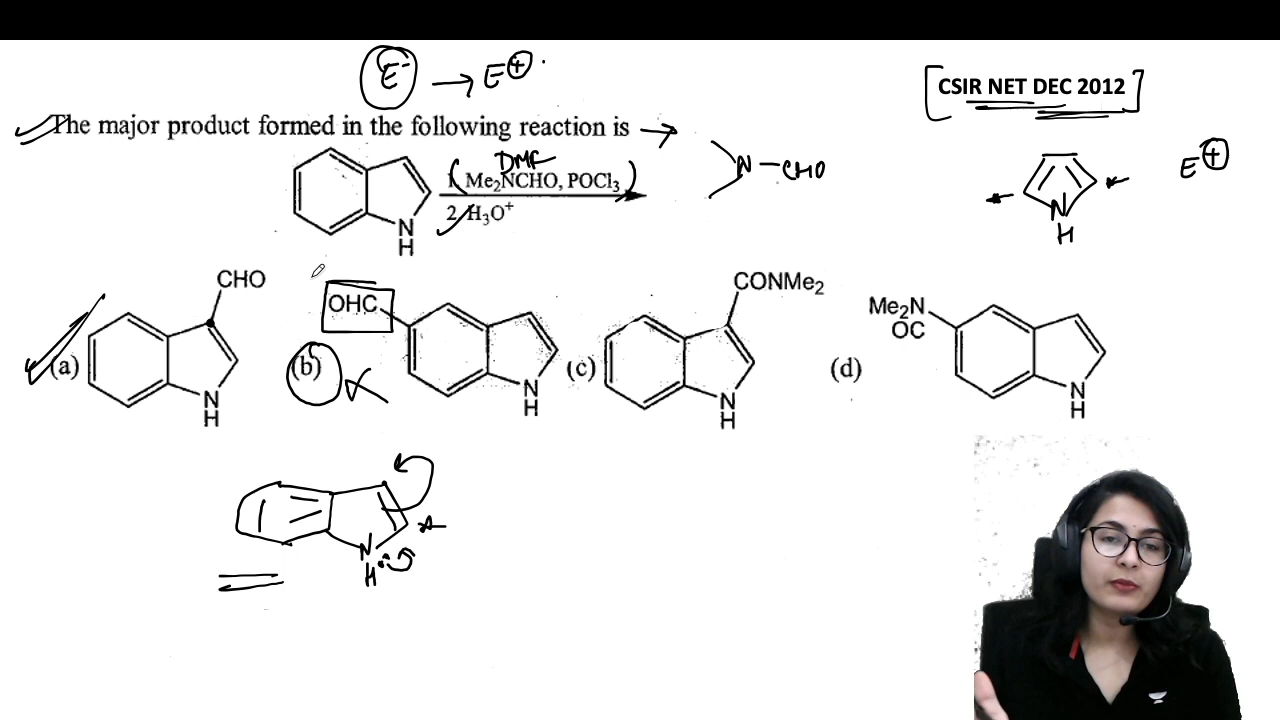 E⁻ → E⊕
CSIR NET DEC 2012
The major product formed in the following reaction is →
DMF
1. Me₂NCHO, POCl₃
2. H₃O⁺
N
H
N—CHO
N
H
E⊕
(a)
CHO
N
H
(b)
OHC
N
H
(c)
CONMe₂
N
H
(d)
Me₂N
OC
N
H
N
H